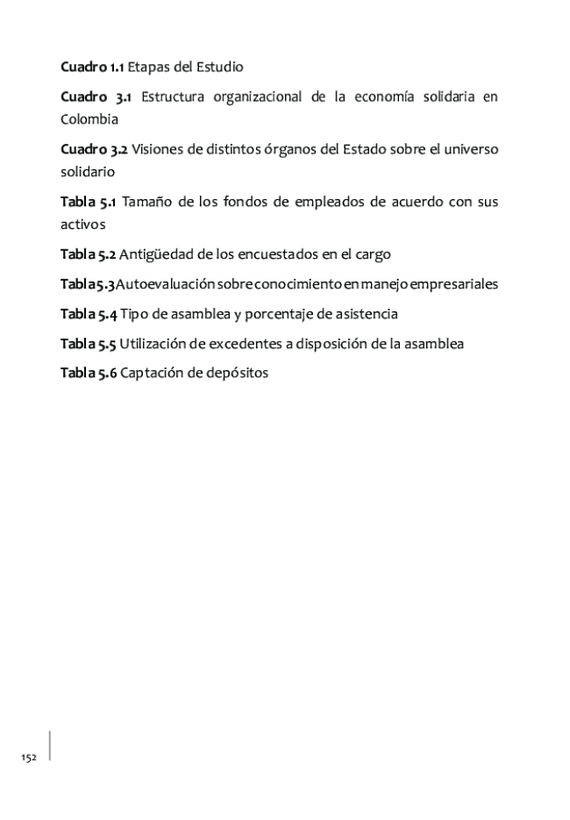 Cuadro 1.1 Etapas del Estudio
Cuadro 3.1 Estructura organizacional de la economía solidaria en
Colombia
Cuadro 3.2 Visiones de distintos órganos del Estado sobre el universo
solidario
Tabla 5.1 Tamaño de los fondos de empleados de acuerdo con sus
activos
Tabla 5.2 Antigüedad de los encuestados en el cargo
Tabla 5.3 Autoevaluación sobre conocimiento en manejo empresariales
Tabla 5.4 Tipo de asamblea y porcentaje de asistencia
Tabla 5.5 Utilización de excedentes a disposición de la asamblea
Tabla 5.6 Captación de depósitos
152